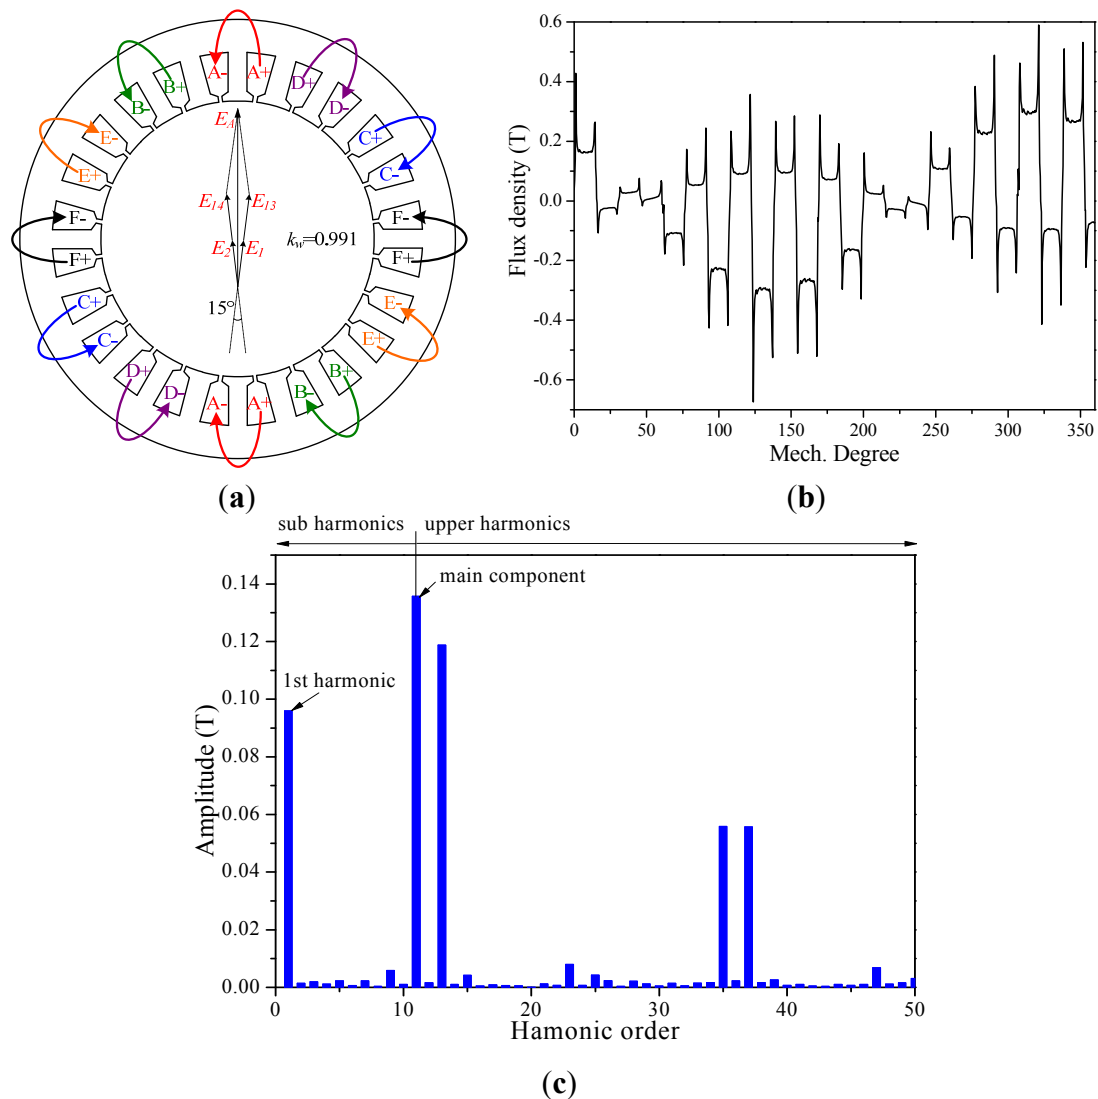 A- A+
B- B+
D+ D-
E- E+
C+ C-
F- F+
F- F+
C+ C-
E- E+
D+ D-
A- A+
B- B+
E_A
E_14 E_13
E_2 E_1
k_w=0.991
15°
(a)
Flux density (T)
0.6
0.4
0.2
0.0
-0.2
-0.4
-0.6
0 50 100 150 200 250 300 350
Mech. Degree
(b)
sub harmonics upper harmonics
main component
1st harmonic
Amplitude (T)
0.14
0.12
0.10
0.08
0.06
0.04
0.02
0.00
0 10 20 30 40 50
Hamonic order
(c)